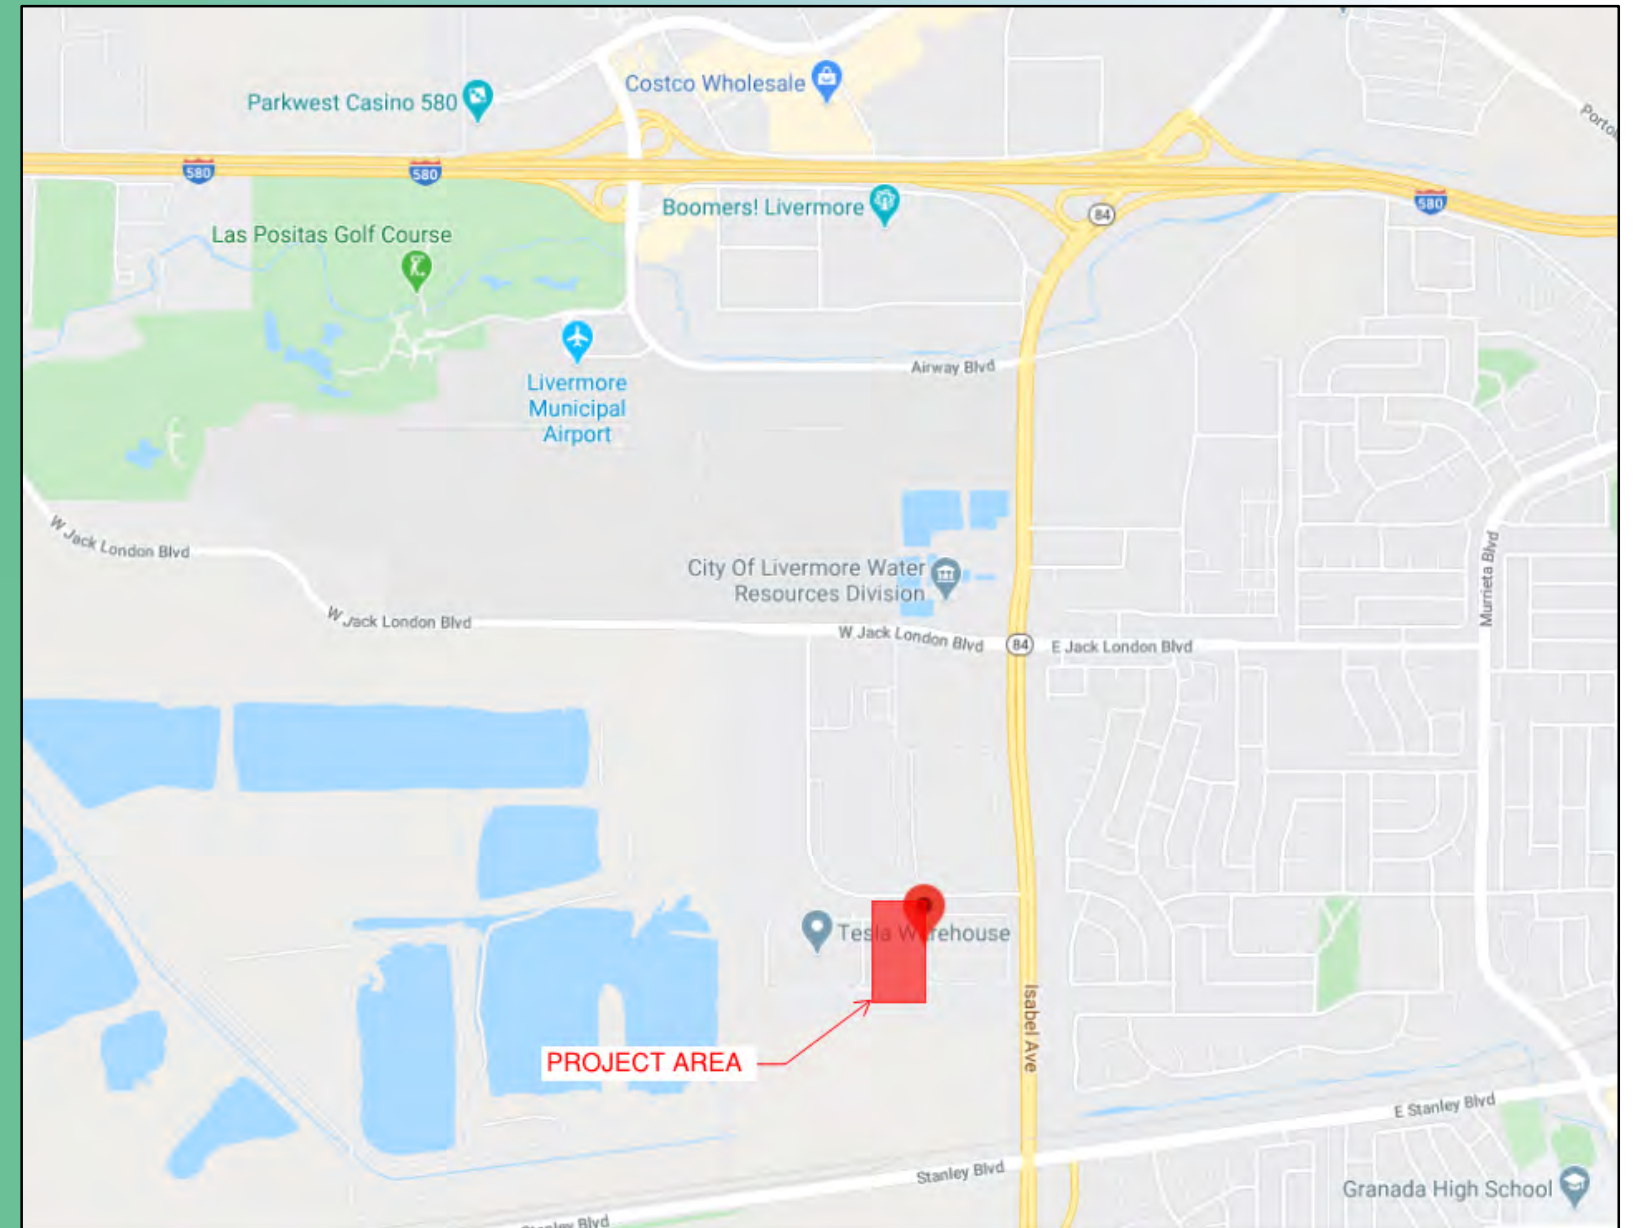 Costco Wholesale
Parkwest Casino 580
580
580
580
84
Boomers! Livermore
Las Positas Golf Course
Livermore
Municipal
Airport
Airway Blvd
W Jack London Blvd
Murrieta Blvd
City Of Livermore Water
Resources Division
W Jack London Blvd
W Jack London Blvd
84
E Jack London Blvd
Tesla Warehouse
Isabel Ave
PROJECT AREA
E Stanley Blvd
Stanley Blvd
Granada High School
Blvd